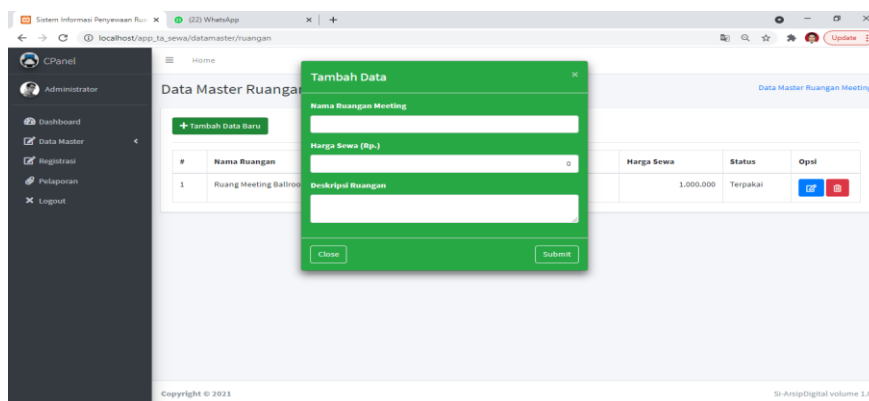 Sistem Informasi Penyewaan Ru
(22) WhatsApp
localhost/app_ta_sewa/datamaster/ruangan
Update
CPanel
Home
Administrator
Dashboard
Data Master
Registrasi
Pelaporan
Logout
Data Master Ruangan
Data Master Ruangan Meeting
Tambah Data Baru
# Nama Ruangan Harga Sewa Status Opsi
1 Ruang Meeting Ballroo 1.000.000 Terpakai
Tambah Data ×
Nama Ruangan Meeting
Harga Sewa (Rp.)
0
Deskripsi Ruangan
Close Submit
Copyright © 2021
Si-ArsipDigital volume 1.